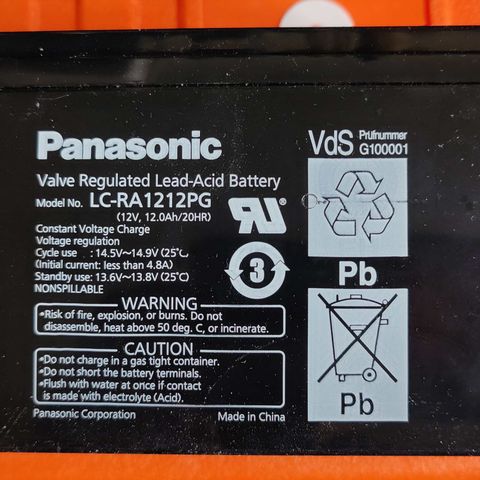 Panasonic
Valve Regulated Lead-Acid Battery
Model No. LC-RA1212PG
(12V, 12.0Ah/20HR)
Constant Voltage Charge
Voltage regulation
Cycle use : 14.5V~14.9V (25℃)
(Initial current: less than 4.8A)
Standby use: 13.6V~13.8V (25℃)
NONSPILLABLE
WARNING
•Risk of fire, explosion, or burns. Do not
disassemble, heat above 50 deg. C, or incinerate.
CAUTION
•Do not charge in a gas tight container.
•Do not short the battery terminals.
•Flush with water at once if contact
is made with electrolyte (Acid).
Panasonic Corporation
Made in China
RU
3
VdS Prüfnummer
G100001
Pb
Pb